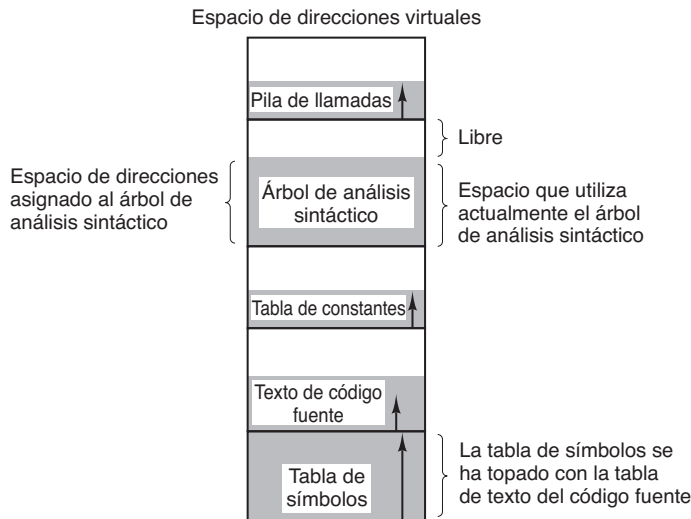 Espacio de direcciones virtuales
Pila de llamadas
Libre
Espacio de direcciones
asignado al árbol de
análisis sintáctico
Árbol de análisis
sintáctico
Espacio que utiliza
actualmente el árbol
de análisis sintáctico
Tabla de constantes
Texto de código
fuente
Tabla de
símbolos
La tabla de símbolos se
ha topado con la tabla
de texto del código fuente